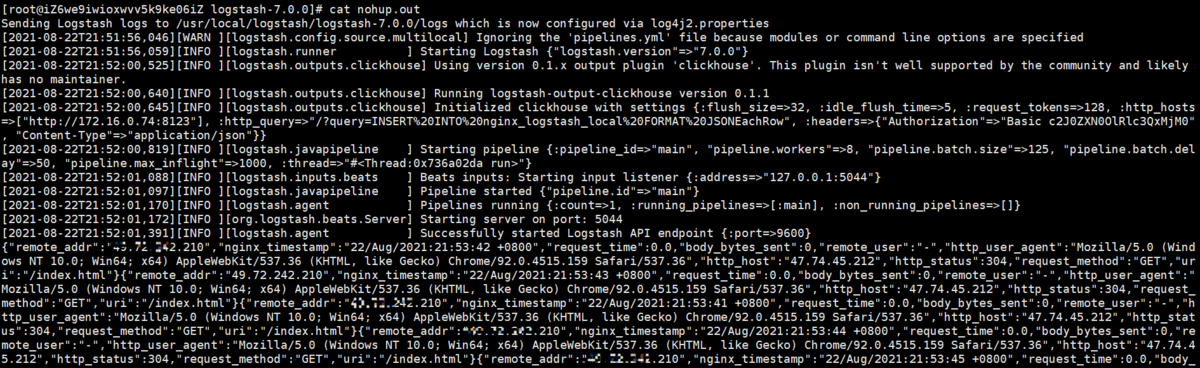 [root@iZ6we9iwioxwvv5k9ke06iZ logstash-7.0.0]# cat nohup.out
Sending Logstash logs to /usr/local/logstash/logstash-7.0.0/logs which is now configured via log4j2.properties
[2021-08-22T21:51:56,046][WARN ][logstash.config.source.multilocal] Ignoring the 'pipelines.yml' file because modules or command line options are specified
[2021-08-22T21:51:56,059][INFO ][logstash.runner          ] Starting Logstash {"logstash.version"=>"7.0.0"}
[2021-08-22T21:52:00,525][INFO ][logstash.outputs.clickhouse] Using version 0.1.x output plugin 'clickhouse'. This plugin isn't well supported by the community and likely
has no maintainer.
[2021-08-22T21:52:00,640][INFO ][logstash.outputs.clickhouse] Running logstash-output-clickhouse version 0.1.1
[2021-08-22T21:52:00,645][INFO ][logstash.outputs.clickhouse] Initialized clickhouse with settings {:flush_size=>32, :idle_flush_time=>5, :request_tokens=>128, :http_hosts
=>["http://172.16.0.74:8123"], :http_query=>"/?query=INSERT%20INTO%20nginx_logstash_local%20FORMAT%20JSONEachRow", :headers=>{"Authorization"=>"Basic c2J0ZXN0OlRlc3QxMjM0"
, "Content-Type"=>"application/json"}}
[2021-08-22T21:52:00,819][INFO ][logstash.javapipeline    ] Starting pipeline {:pipeline_id=>"main", "pipeline.workers"=>8, "pipeline.batch.size"=>125, "pipeline.batch.del
ay"=>50, "pipeline.max_inflight"=>1000, :thread=>"#<Thread:0x736a02da run>"}
[2021-08-22T21:52:01,088][INFO ][logstash.inputs.beats    ] Beats inputs: Starting input listener {:address=>"127.0.0.1:5044"}
[2021-08-22T21:52:01,097][INFO ][logstash.javapipeline    ] Pipeline started {"pipeline.id"=>"main"}
[2021-08-22T21:52:01,170][INFO ][logstash.agent           ] Pipelines running {:count=>1, :running_pipelines=>[:main], :non_running_pipelines=>[]}
[2021-08-22T21:52:01,172][INFO ][org.logstash.beats.Server] Starting server on port: 5044
[2021-08-22T21:52:01,391][INFO ][logstash.agent           ] Successfully started Logstash API endpoint {:port=>9600}
{"remote_addr":".210","nginx_timestamp":"22/Aug/2021:21:53:42 +0800","request_time":0.0,"body_bytes_sent":0,"remote_user":"-","http_user_agent":"Mozilla/5.0 (Windo
ws NT 10.0; Win64; x64) AppleWebKit/537.36 (KHTML, like Gecko) Chrome/92.0.4515.159 Safari/537.36","http_host":"47.74.45.212","http_status":304,"request_method":"GET","ur
i":"/index.html"}{"remote_addr":"49.72.242.210","nginx_timestamp":"22/Aug/2021:21:53:43 +0800","request_time":0.0,"body_bytes_sent":0,"remote_user":"-","http_user_agent":"
Mozilla/5.0 (Windows NT 10.0; Win64; x64) AppleWebKit/537.36 (KHTML, like Gecko) Chrome/92.0.4515.159 Safari/537.36","http_host":"47.74.45.212","http_status":304,"request_
method":"GET","uri":"/index.html"}{"remote_addr":".210","nginx_timestamp":"22/Aug/2021:21:53:41 +0800","request_time":0.0,"body_bytes_sent":0,"remote_user":"-","h
ttp_user_agent":"Mozilla/5.0 (Windows NT 10.0; Win64; x64) AppleWebKit/537.36 (KHTML, like Gecko) Chrome/92.0.4515.159 Safari/537.36","http_host":"47.74.45.212","http_stat
us":304,"request_method":"GET","uri":"/index.html"}{"remote_addr":".210","nginx_timestamp":"22/Aug/2021:21:53:44 +0800","request_time":0.0,"body_bytes_sent":0,"re
mote_user":"-","http_user_agent":"Mozilla/5.0 (Windows NT 10.0; Win64; x64) AppleWebKit/537.36 (KHTML, like Gecko) Chrome/92.0.4515.159 Safari/537.36","http_host":"47.74.4
5.212","http_status":304,"request_method":"GET","uri":"/index.html"}{"remote_addr":".210","nginx_timestamp":"22/Aug/2021:21:53:45 +0800","request_time":0.0,"body_